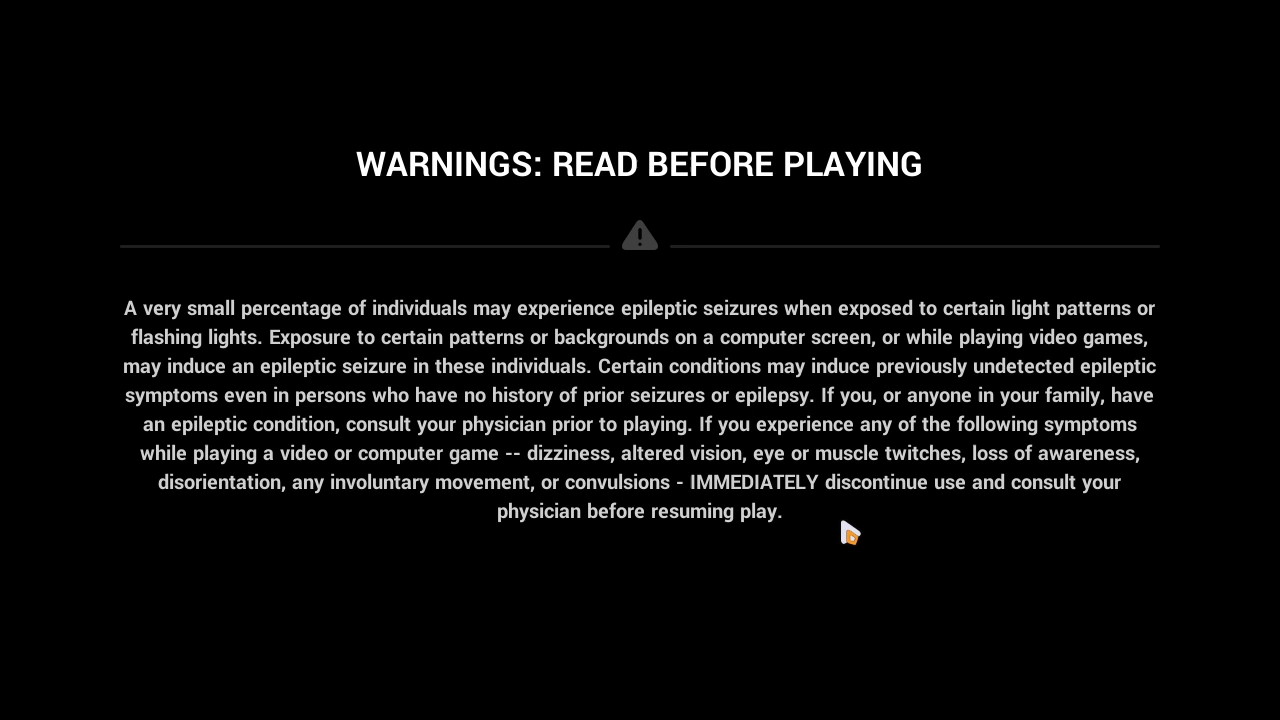 WARNINGS: READ BEFORE PLAYING
A very small percentage of individuals may experience epileptic seizures when exposed to certain light patterns or
flashing lights. Exposure to certain patterns or backgrounds on a computer screen, or while playing video games,
may induce an epileptic seizure in these individuals. Certain conditions may induce previously undetected epileptic
symptoms even in persons who have no history of prior seizures or epilepsy. If you, or anyone in your family, have
an epileptic condition, consult your physician prior to playing. If you experience any of the following symptoms
while playing a video or computer game -- dizziness, altered vision, eye or muscle twitches, loss of awareness,
disorientation, any involuntary movement, or convulsions - IMMEDIATELY discontinue use and consult your
physician before resuming play.